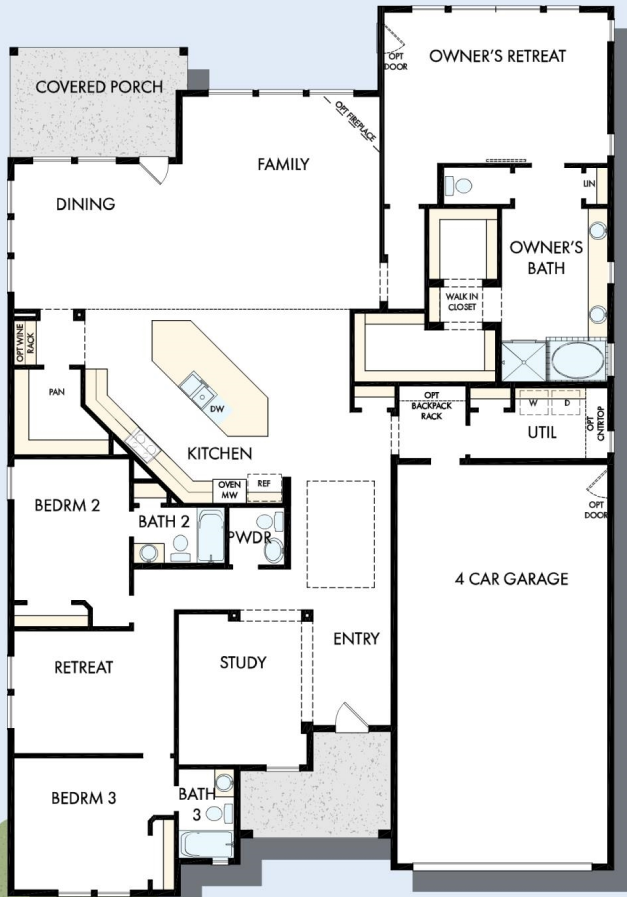 OWNER'S RETREAT
OPT
DOOR
COVERED PORCH
OPT FIREPLACE
FAMILY
DINING
LIN
OWNER'S
BATH
WALK IN
CLOSET
OPT WINE
RACK
PAN
DW
KITCHEN
OVEN
MW
REF
OPT
BACKPACK
RACK
W
D
UTIL
OPT
CNTRTOP
OPT
DOOR
BEDRM 2
BATH 2
PWDR
4 CAR GARAGE
RETREAT
STUDY
ENTRY
BEDRM 3
BATH
3